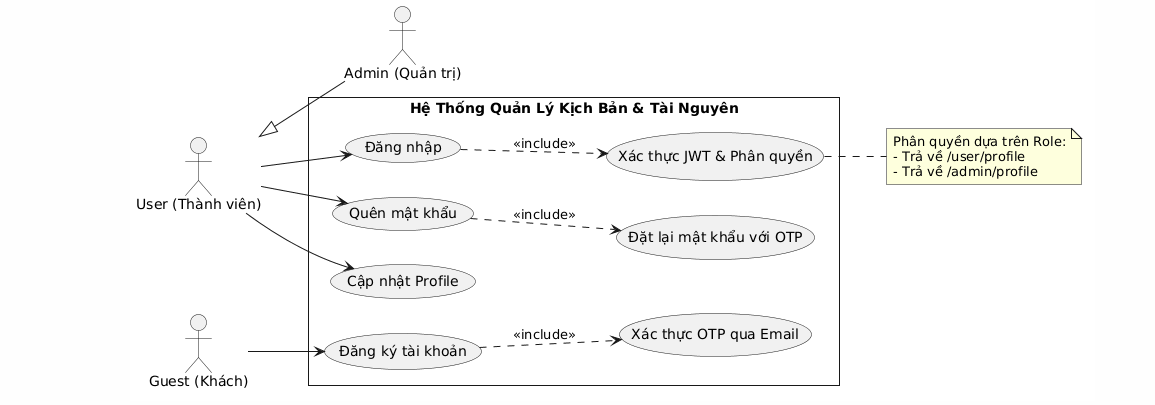 Admin (Quản trị)
Hệ Thống Quản Lý Kịch Bản & Tài Nguyên
Đăng nhập
«include»
Xác thực JWT & Phân quyền
Phân quyền dựa trên Role:
- Trả về /user/profile
- Trả về /admin/profile
User (Thành viên)
Quên mật khẩu
«include»
Đặt lại mật khẩu với OTP
Cập nhật Profile
Guest (Khách)
Đăng ký tài khoản
«include»
Xác thực OTP qua Email